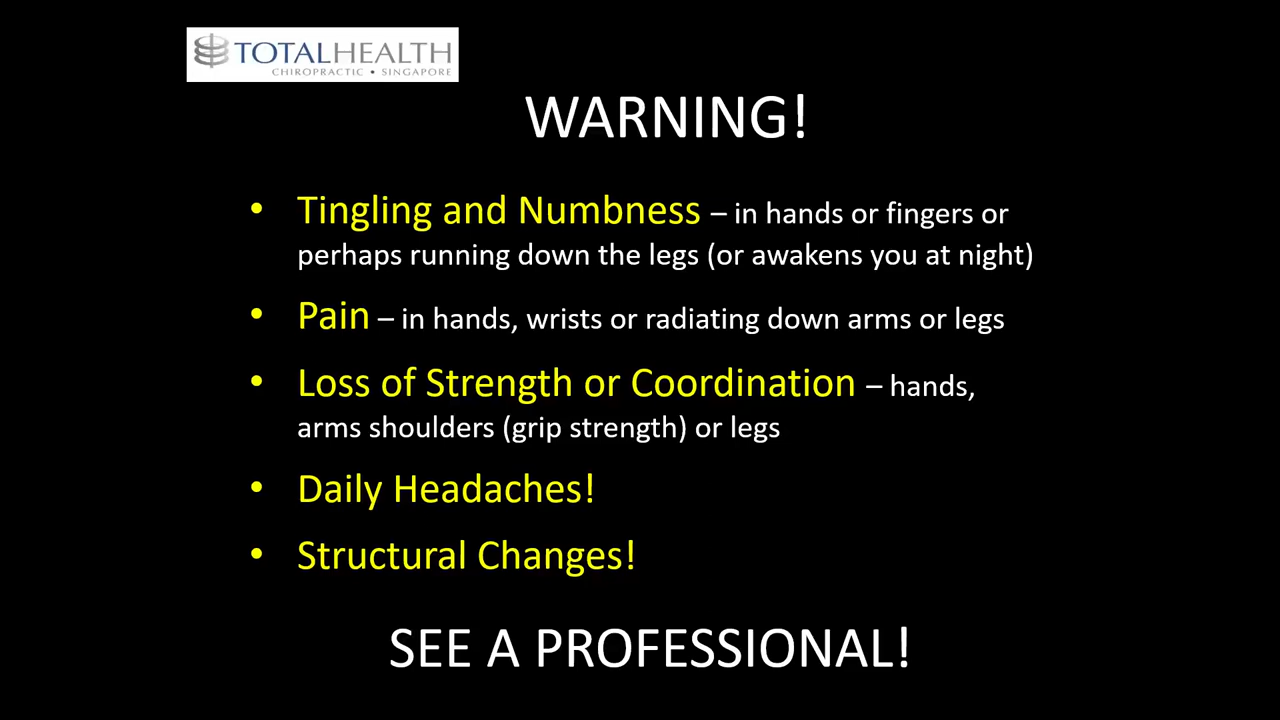 TOTALHEALTH
CHIROPRACTIC • SINGAPORE
WARNING!
• Tingling and Numbness – in hands or fingers or
perhaps running down the legs (or awakens you at night)
• Pain – in hands, wrists or radiating down arms or legs
• Loss of Strength or Coordination – hands,
arms shoulders (grip strength) or legs
• Daily Headaches!
• Structural Changes!
SEE A PROFESSIONAL!